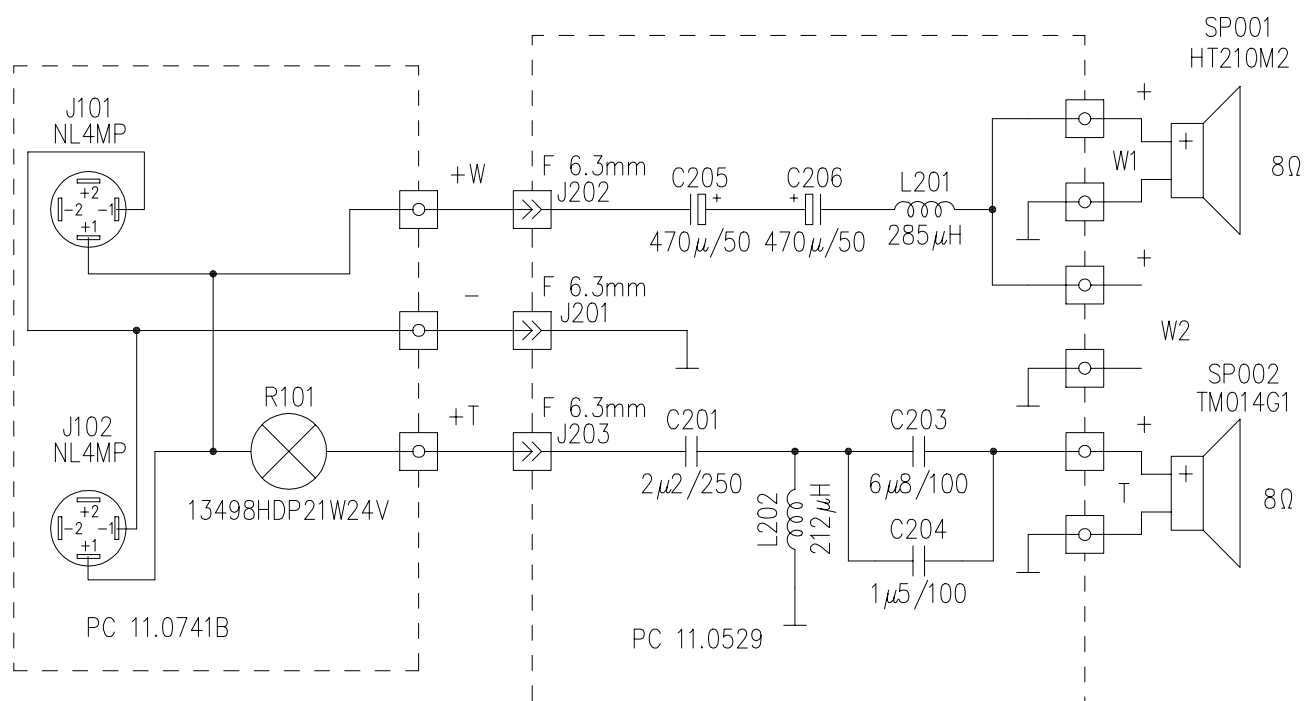 SP001
HT210M2
+
+
W1
8Ω
J101
NL4MP
+2
-2
-1
+1
+W
F 6.3mm
J202
C205
+
470μ/50
C206
+
470μ/50
L201
285μH
+
W2
-
F 6.3mm
J201
R101
13498HDP21W24V
+T
F 6.3mm
J203
C201
2μ2/250
L202
212μH
C203
6μ8/100
C204
1μ5/100
SP002
TM014G1
+
+
T
8Ω
J102
NL4MP
+2
-2
-1
+1
PC 11.0741B
PC 11.0529